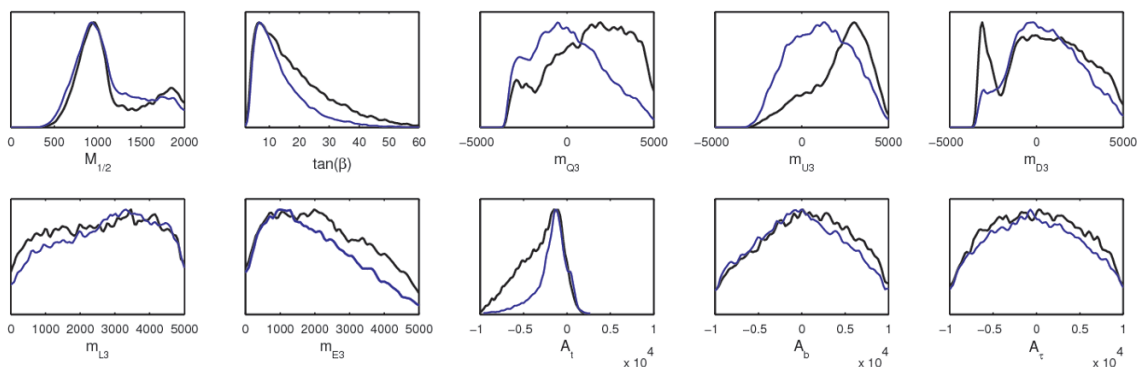 0 500 1000 1500 2000
M1/2
0 10 20 30 40 50 60
tan(β)
−5000 0 5000
mQ3
−5000 0 5000
mU3
−5000 0 5000
mD3
0 1000 2000 3000 4000 5000
mL3
0 1000 2000 3000 4000 5000
mE3
−1 −0.5 0 0.5 1
At
x 10^4
−1 −0.5 0 0.5 1
Ab
x 10^4
−1 −0.5 0 0.5 1
Aτ
x 10^4